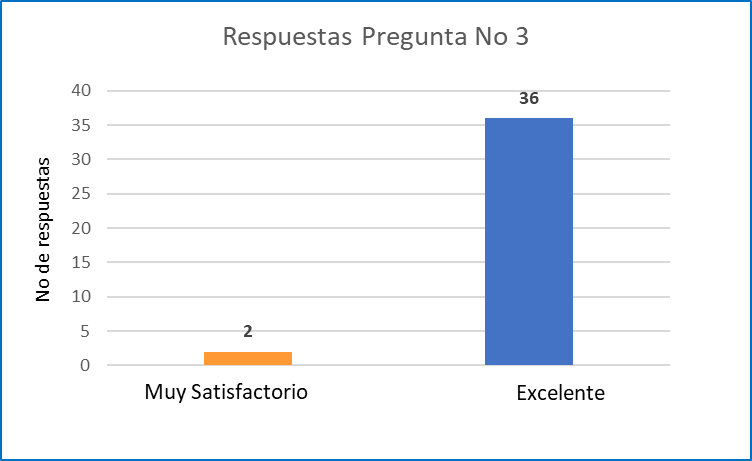 Respuestas Pregunta No 3
No de respuestas
40
35
30
25
20
15
10
5
0
36
2
Muy Satisfactorio
Excelente